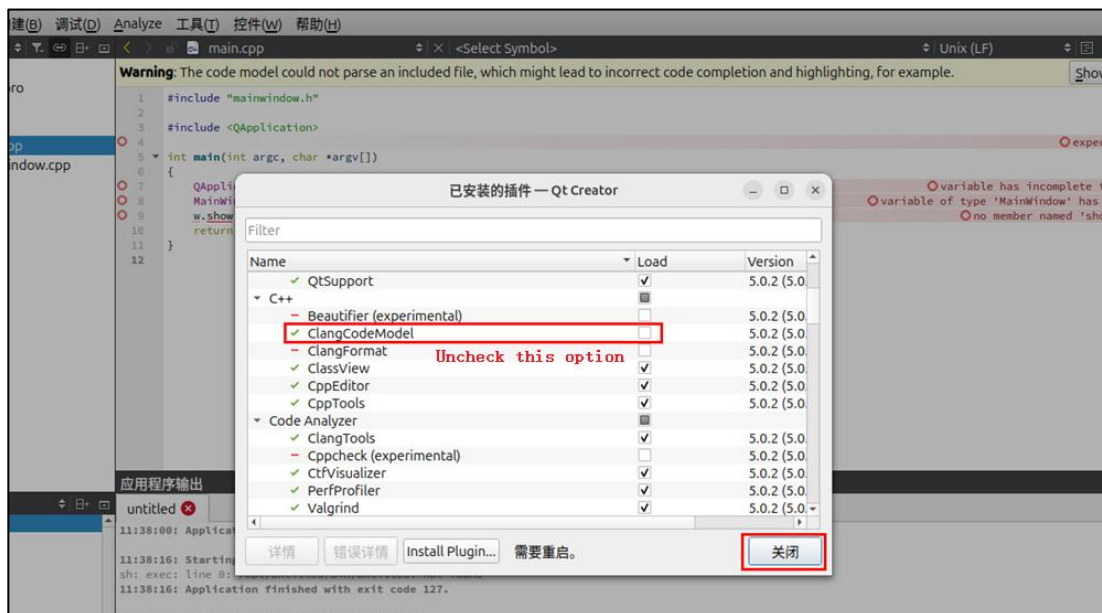 建(B) 调试(D) Analyze 工具(T) 控件(W) 帮助(H)
main.cpp <Select Symbol> Unix (LF)
Warning: The code model could not parse an included file, which might lead to incorrect code completion and highlighting, for example. Show
ro
1 #include "mainwindow.h"
2
3 #include <QApplication>
pp 4 expec
indow.cpp 5 int main(int argc, char *argv[])
6 {
7 QAppli variable has incomplete t
8 MainWi variable of type 'MainWindow' has
9 w.show no member named 'sho
10 return
11 }
12
已安装的插件 — Qt Creator
Filter
Name Load Version
QtSupport 5.0.2 (5.0.
C++
Beautifier (experimental) 5.0.2 (5.0.
ClangCodeModel 5.0.2 (5.0.
ClangFormat 5.0.2 (5.0.
Uncheck this option
ClassView 5.0.2 (5.0.
CppEditor 5.0.2 (5.0.
CppTools 5.0.2 (5.0.
Code Analyzer
ClangTools 5.0.2 (5.0.
Cppcheck (experimental) 5.0.2 (5.0.
CtfVisualizer 5.0.2 (5.0.
PerfProfiler 5.0.2 (5.0.
Valgrind 5.0.2 (5.0.
详情 错误详情 Install Plugin... 需要重启。 关闭
应用程序输出
untitled
11:38:00: Applicat
11:38:16: Starting
sh: exec: line 0:
11:38:16: Application finished with exit code 127.